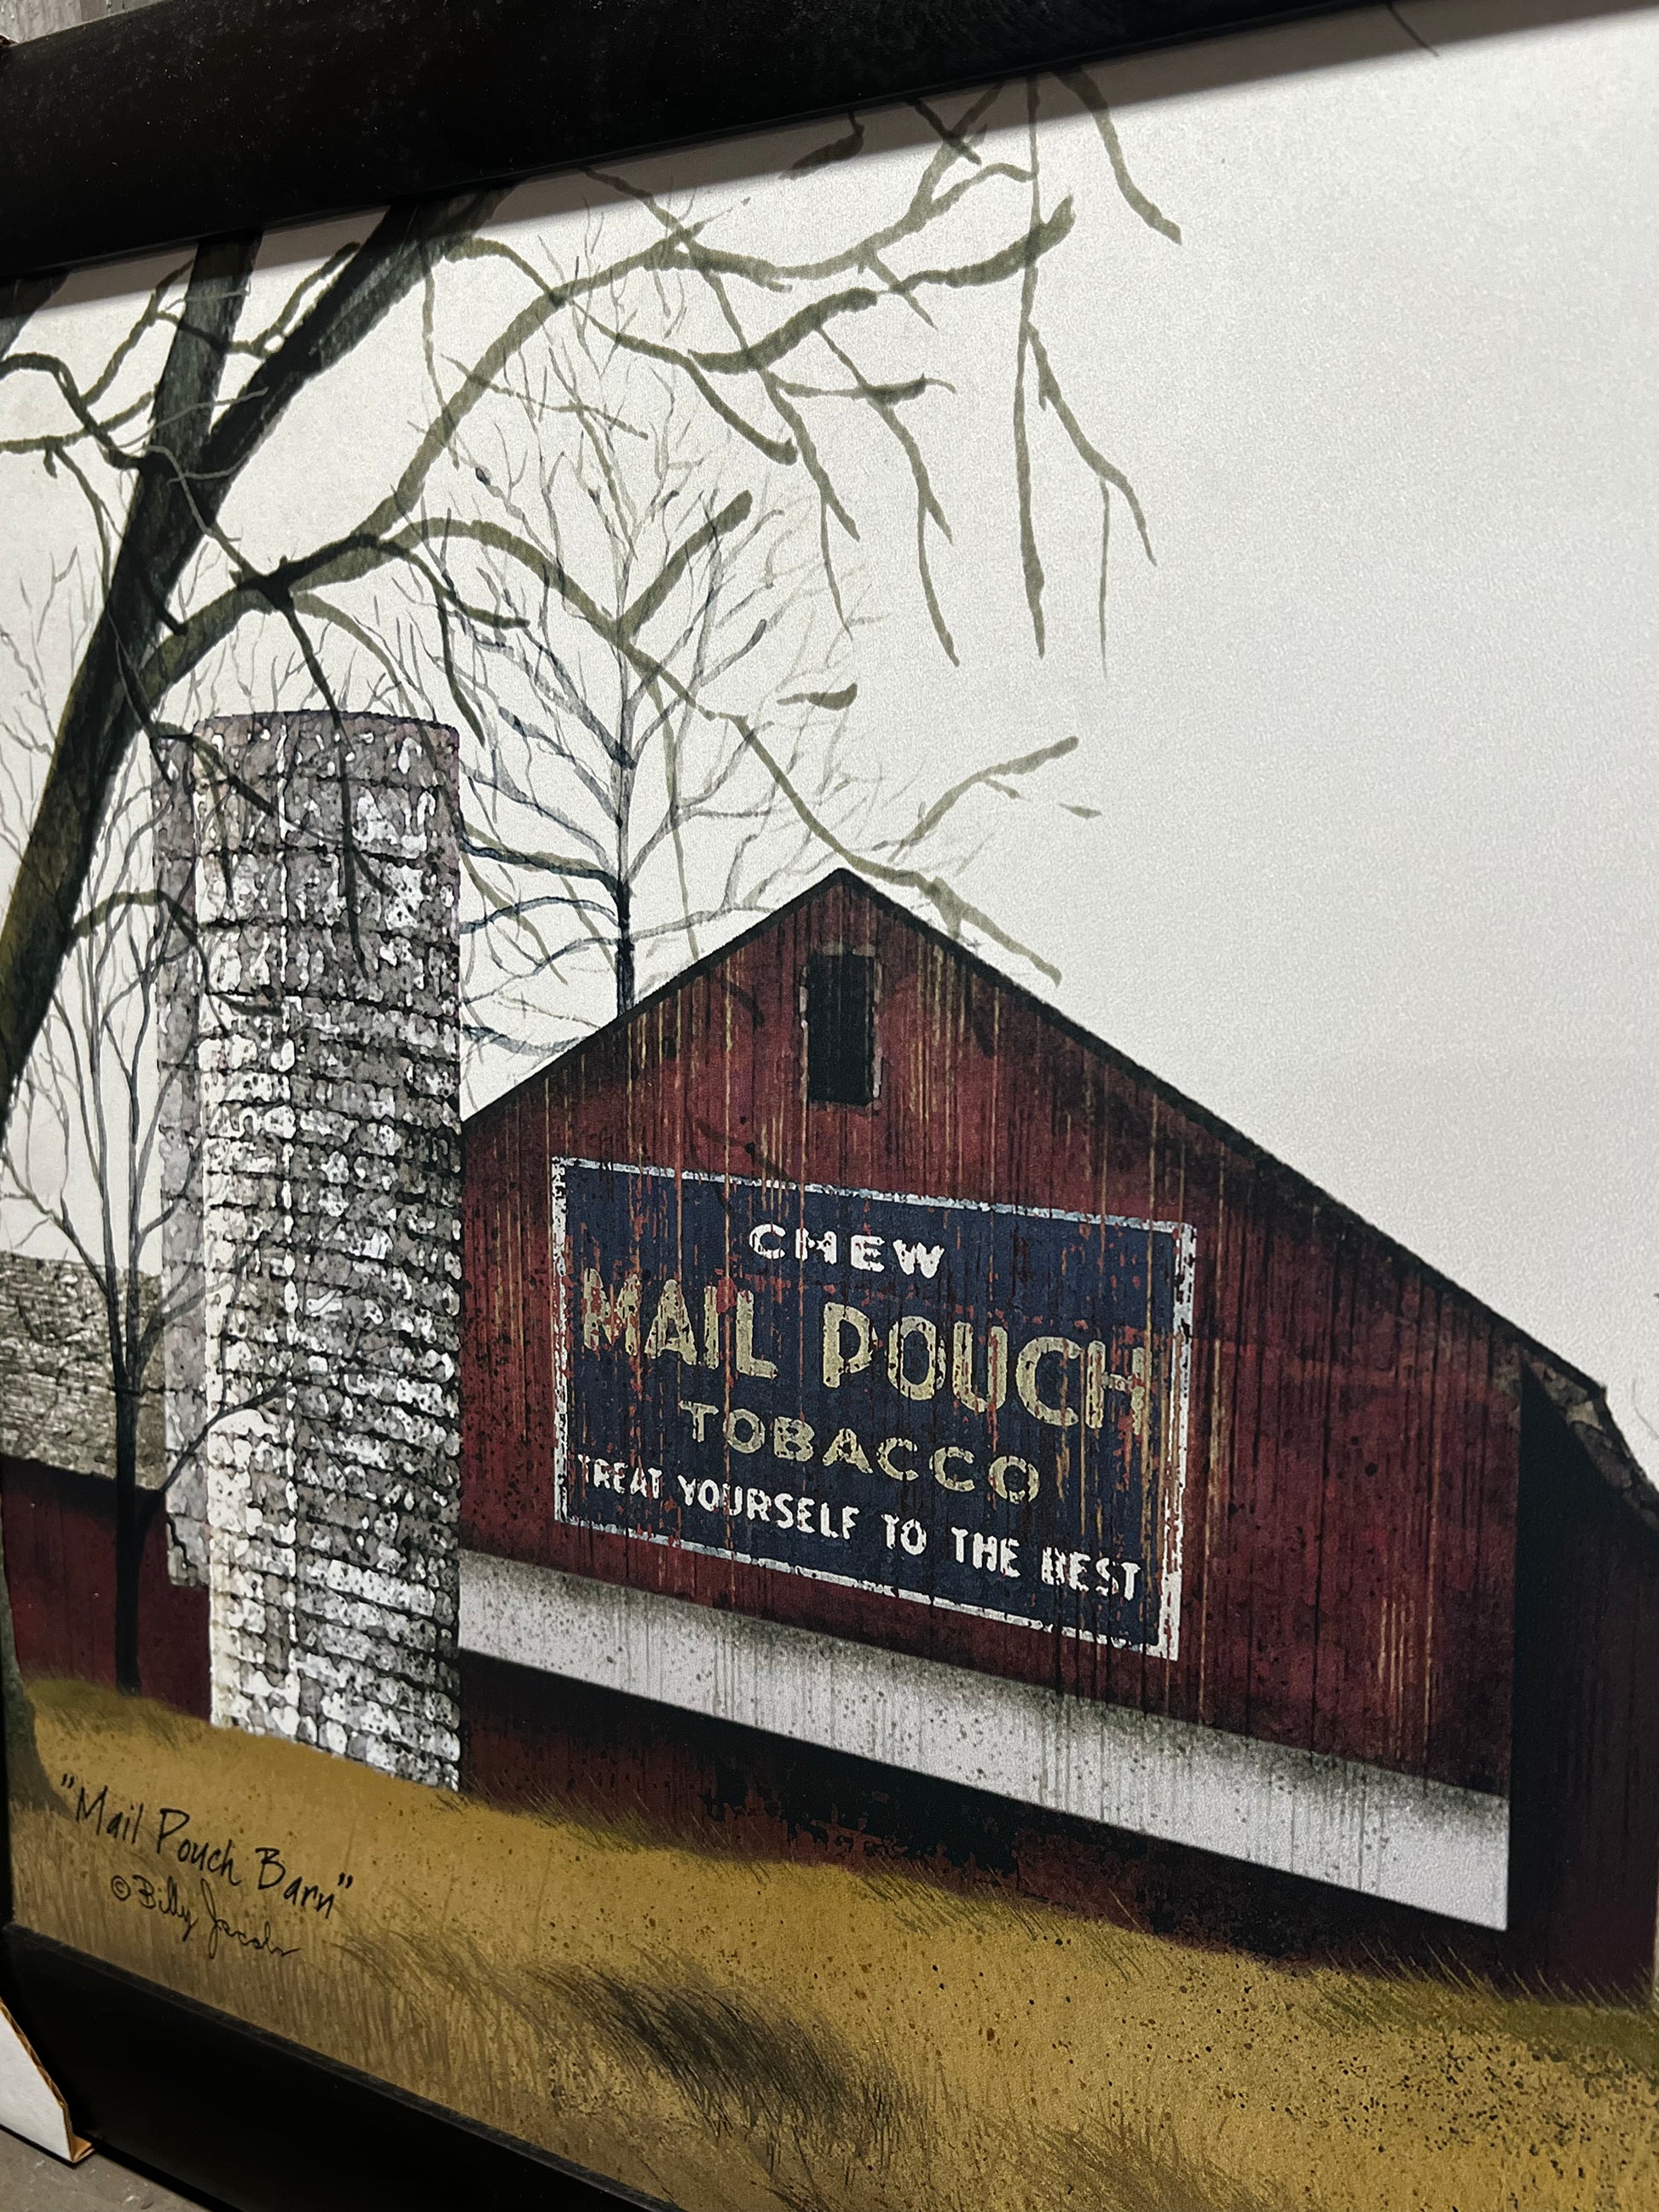 CHEW
MAIL POUCH
TOBACCO
TREAT YOURSELF TO THE BEST
"Mail Pouch Barn"
© Billy Jacobs